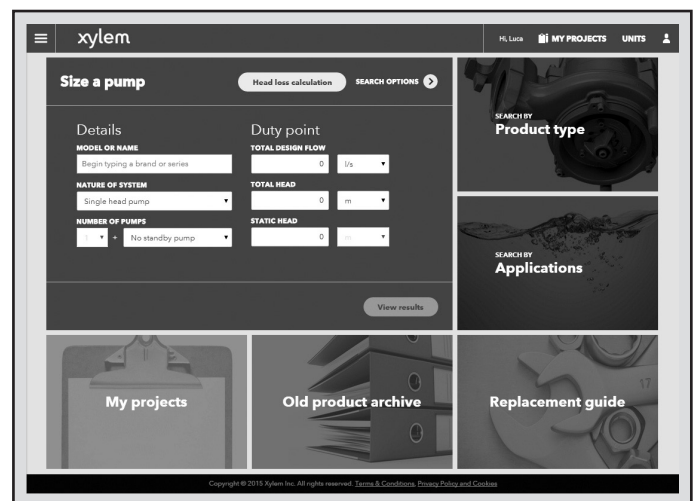 xylem
Hi, Luca MY PROJECTS UNITS
Size a pump
Head loss calculation
SEARCH OPTIONS
Details
MODEL OR NAME
Begin typing a brand or series
NATURE OF SYSTEM
Single head pump
NUMBER OF PUMPS
1 + No standby pump
Duty point
TOTAL DESIGN FLOW
0 l/s
TOTAL HEAD
0 m
STATIC HEAD
0 m
View results
SEARCH BY
Product type
SEARCH BY
Applications
My projects
Old product archive
Replacement guide
17
Copyright © 2015 Xylem Inc. All rights reserved. Terms & Conditions, Privacy Policy and Cookies